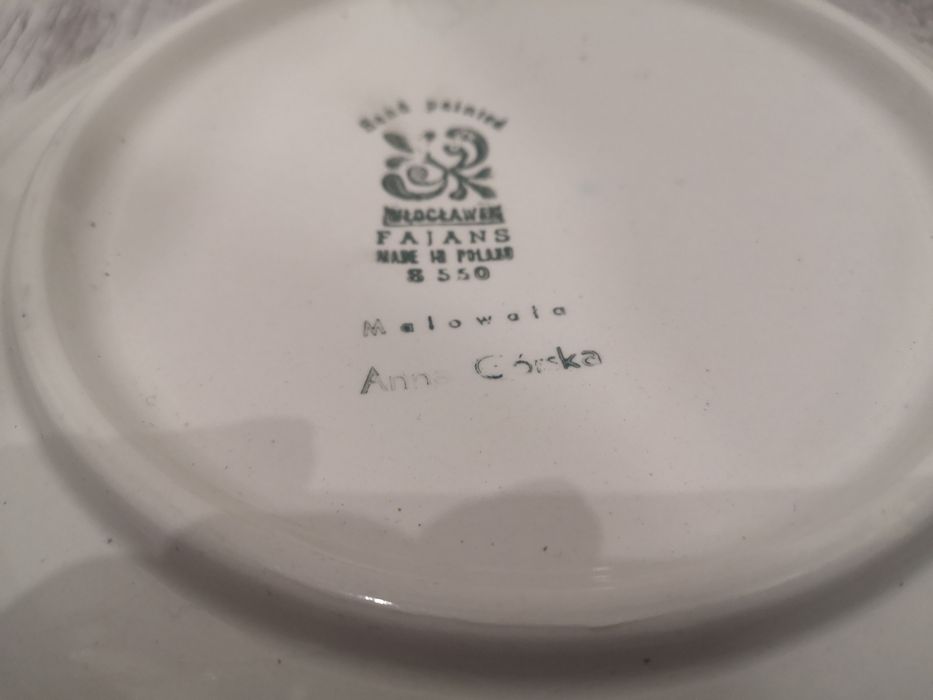 Hand painted
WŁOCŁAWEK
FAJANS
MADE IN POLAND
8 550
Malowała
Anna Górska